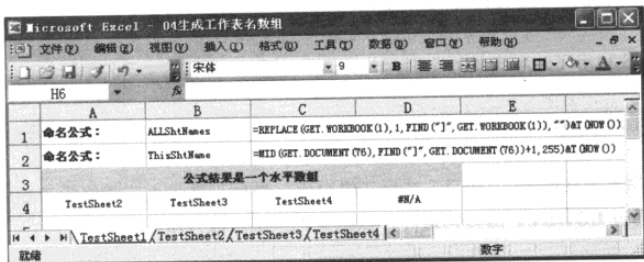 Microsoft Excel - 04生成工作表名数组
文件(F) 编辑(E) 视图(V) 插入(I) 格式(O) 工具(T) 数据(D) 窗口(W) 帮助(H)
宋体 9 B A
H6 fx
A B C D E
1 命名公式： ALLShtNames =REPLACE(GET.WORKBOOK(1),1,FIND("]",GET.WORKBOOK(1)),"")&T(NOW())
2 命名公式： ThisShtName =MID(GET.DOCUMENT(76),FIND("]",GET.DOCUMENT(76))+1,255)&T(NOW())
3 公式结果是一个水平数组
4 TestSheet2 TestSheet3 TestSheet4 #N/A
TestSheet1 TestSheet2 TestSheet3 TestSheet4
就绪 数字